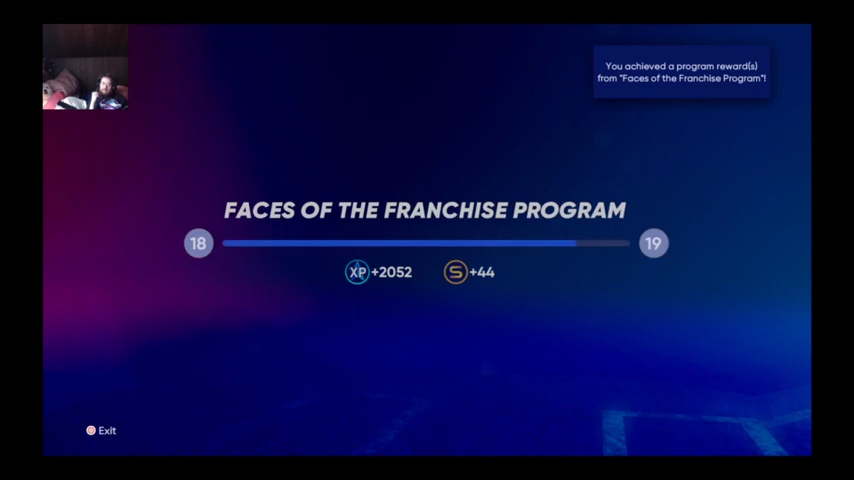 You achieved a program reward(s)
from "Faces of the Franchise Program"!
FACES OF THE FRANCHISE PROGRAM
18
19
XP +2052
S +44
Exit